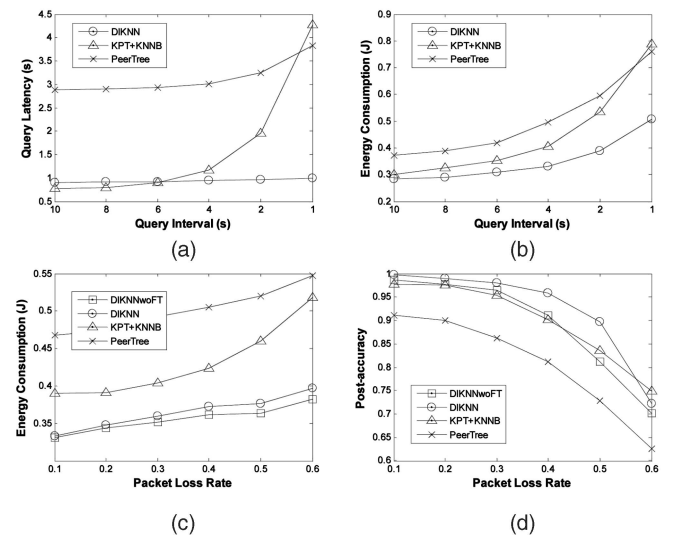 DIKNN
KPT+KNNB
PeerTree
Query Latency (s)
4.5
4
3.5
3
2.5
2
1.5
1
0.5
10 8 6 4 2 1
Query Interval (s)
(a)
DIKNN
KPT+KNNB
PeerTree
Energy Consumption (J)
0.9
0.8
0.7
0.6
0.5
0.4
0.3
0.2
10 8 6 4 2 1
Query Interval (s)
(b)
DIKNNwoFT
DIKNN
KPT+KNNB
PeerTree
Energy Consumption (J)
0.55
0.5
0.45
0.4
0.35
0.1 0.2 0.3 0.4 0.5 0.6
Packet Loss Rate
(c)
Post-accuracy
1
0.95
0.9
0.85
0.8
0.75
0.7
0.65
0.6
DIKNNwoFT
DIKNN
KPT+KNNB
PeerTree
0.1 0.2 0.3 0.4 0.5 0.6
Packet Loss Rate
(d)